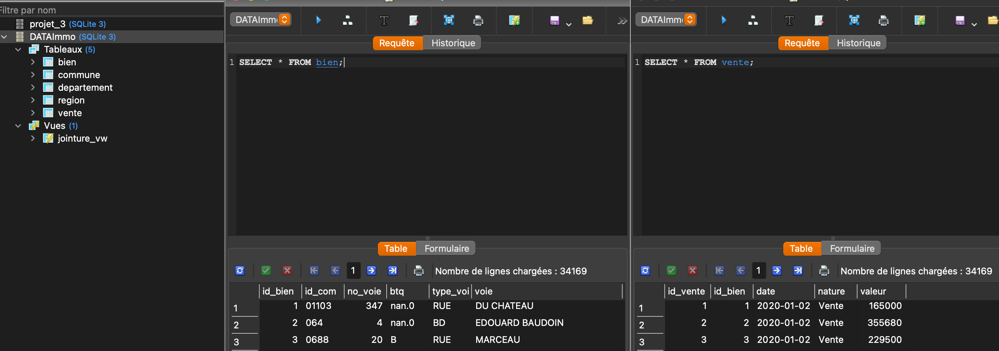 Filtre par nom
projet_3 (SQLite 3)
DATAImmo (SQLite 3)
Tableaux (5)
bien
commune
departement
region
vente
Vues (1)
jointure_vw
DATAImm
Requête Historique
1 SELECT * FROM bien;
Table Formulaire
1 Nombre de lignes chargées : 34169
id_bien id_com no_voie btq type_voi voie
1 1 01103 347 nan.0 RUE DU CHATEAU
2 2 064 4 nan.0 BD EDOUARD BAUDOIN
3 3 0688 20 B RUE MARCEAU
DATAImm
Requête Historique
1 SELECT * FROM vente;
Table Formulaire
1 Nombre de lignes chargées : 34169
id_vente id_bien date nature valeur
1 1 1 2020-01-02 Vente 165000
2 2 2 2020-01-02 Vente 355680
3 3 3 2020-01-02 Vente 229500